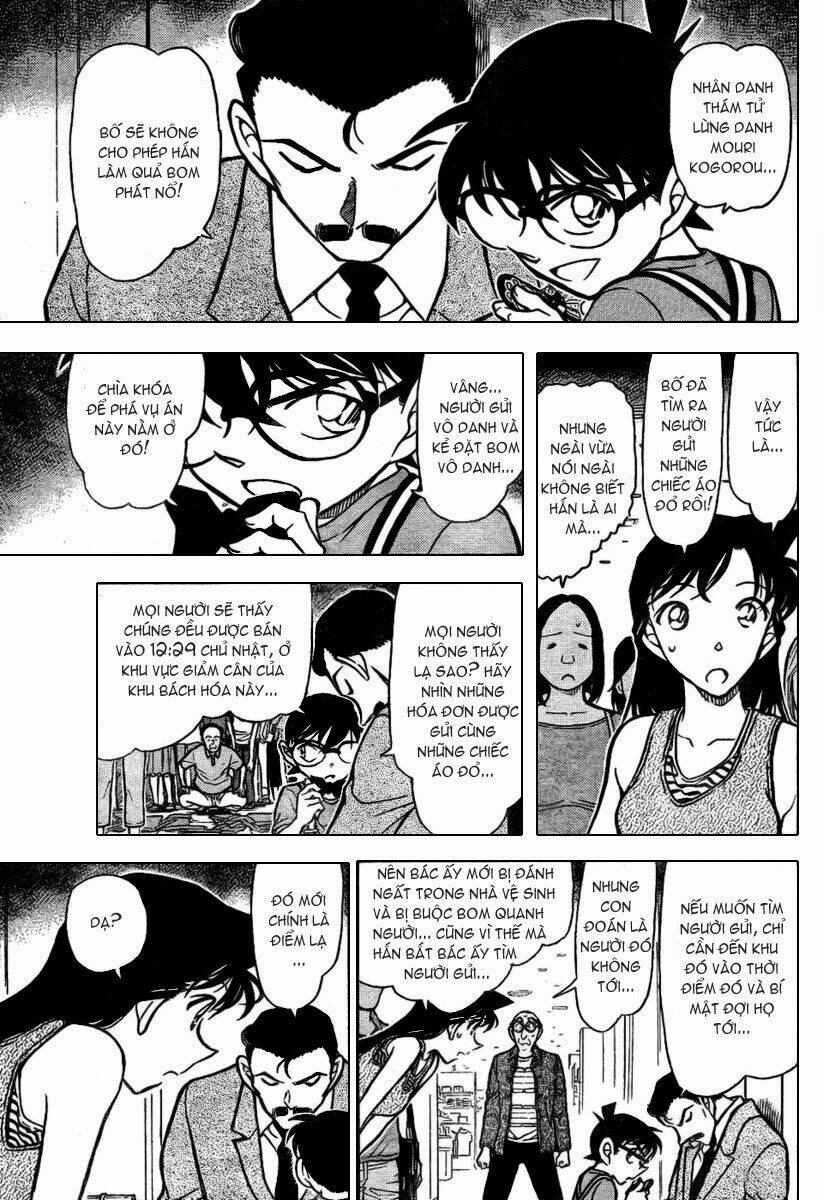 NHÂN DANH
THÁM TỬ
LỪNG DANH
MOURI
KOGOROU...
BỐ SẼ KHÔNG
CHO PHÉP HẮN
LÀM QUẢ BOM
PHÁT NỔ!
VẬY
TỨC
LÀ...
BỐ ĐÃ
TÌM RA
NGƯỜI
GỬI
NHỮNG
CHIẾC ÁO
ĐỎ RỒI!
NHƯNG
NGÀI VỪA
NÓI NGÀI
KHÔNG BIẾT
HẮN LÀ AI
MÀ...
VÂNG...
NGƯỜI GỬI
VÔ DANH VÀ
KẺ ĐẶT BOM
VÔ DANH...
CHÌA KHÓA
ĐỂ PHÁ VỤ ÁN
NÀY NẰM Ở
ĐÓ!
MỌI NGƯỜI
KHÔNG THẤY
LẠ SAO? HÃY
NHÌN NHỮNG
HÓA ĐƠN ĐƯỢC
GỬI CÙNG
NHỮNG CHIẾC
ÁO ĐỎ...
MỌI NGƯỜI SẼ THẤY
CHÚNG ĐỀU ĐƯỢC BÁN
VÀO 12:29 CHỦ NHẬT, Ở
KHU VỰC GIẢM CÂN CỦA
KHU BÁCH HÓA NÀY...
NẾU MUỐN TÌM
NGƯỜI GỬI, CHỈ
CẦN ĐẾN KHU
ĐÓ VÀO THỜI
ĐIỂM ĐÓ VÀ BÍ
MẬT ĐỢI HỌ
TỚI...
NHƯNG
CON
ĐOÁN LÀ
NGƯỜI ĐÓ
KHÔNG
TỚI...
NÊN BÁC ẤY MỚI BỊ ĐÁNH
NGẤT TRONG NHÀ VỆ SINH
VÀ BỊ BUỘC BOM QUANH
NGƯỜI... CŨNG VÌ THẾ MÀ
HẮN BẮT BÁC ẤY TÌM
NGƯỜI GỬI...
ĐÓ MỚI
CHÍNH LÀ
ĐIỂM LẠ
...
DẠ?